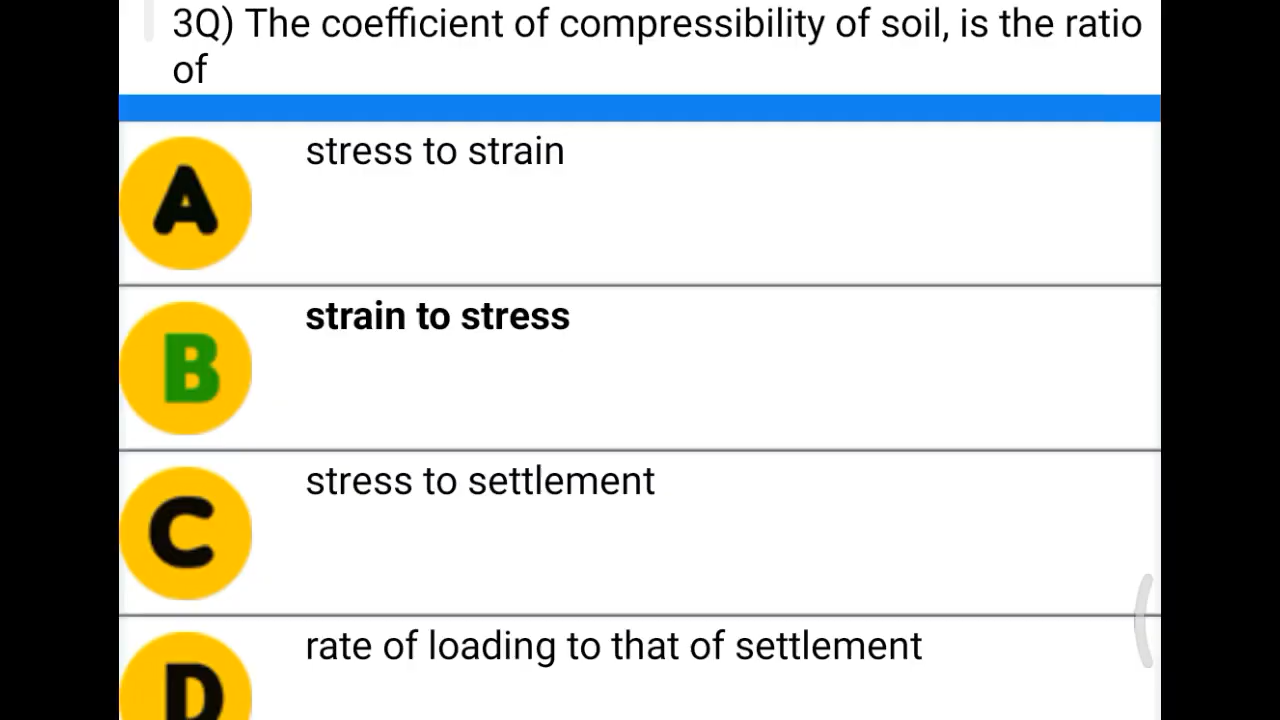 3Q) The coefficient of compressibility of soil, is the ratio
of
A stress to strain
B strain to stress
C stress to settlement
D rate of loading to that of settlement